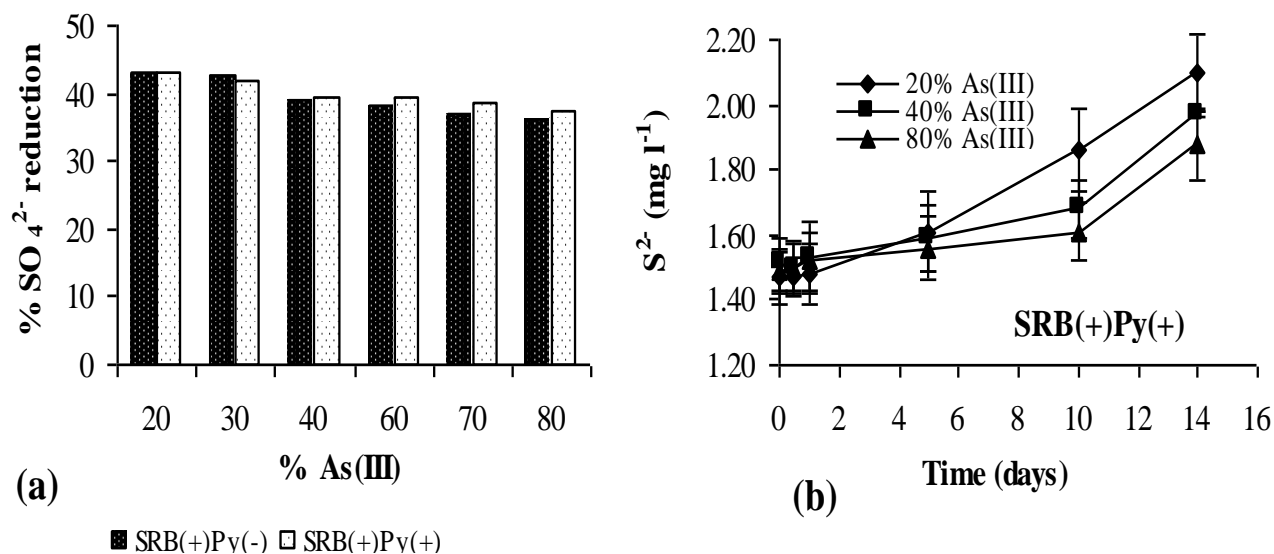 % SO₄²⁻ reduction
50
40
30
20
10
0
20 30 40 60 70 80
% As(III)
(a)
SRB(+)Py(-) SRB(+)Py(+)
S²⁻ (mg l⁻¹)
2.20
2.00
1.80
1.60
1.40
1.20
20% As(III)
40% As(III)
80% As(III)
SRB(+)Py(+)
0 2 4 6 8 10 12 14 16
Time (days)
(b)